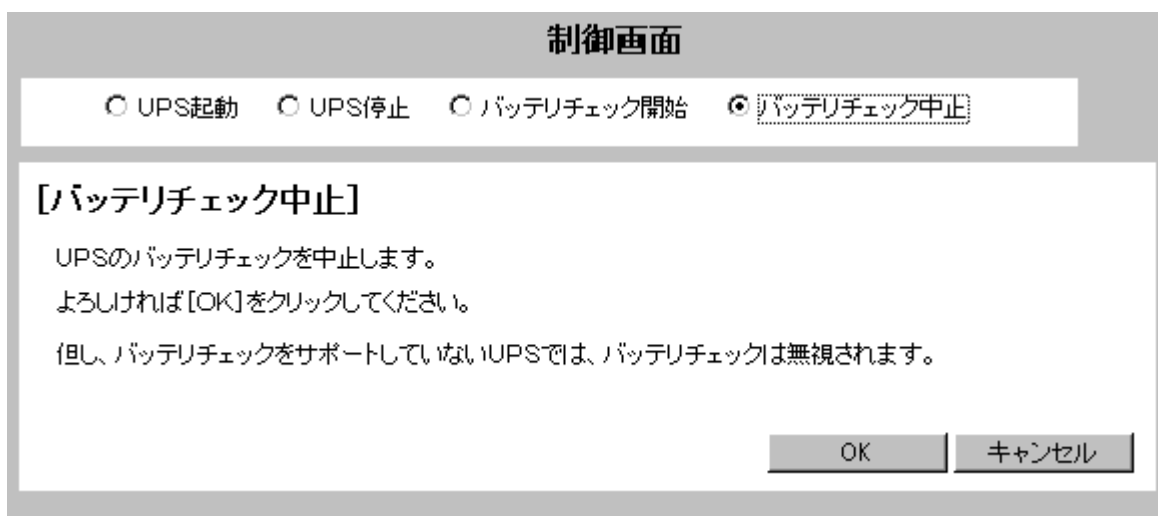 制御画面
UPS起動 UPS停止 バッテリチェック開始 バッテリチェック中止
[バッテリチェック中止]
UPSのバッテリチェックを中止します。
よろしければ[OK]をクリックしてください。
但し、バッテリチェックをサポートしていないUPSでは、バッテリチェックは無視されます。
OK キャンセル